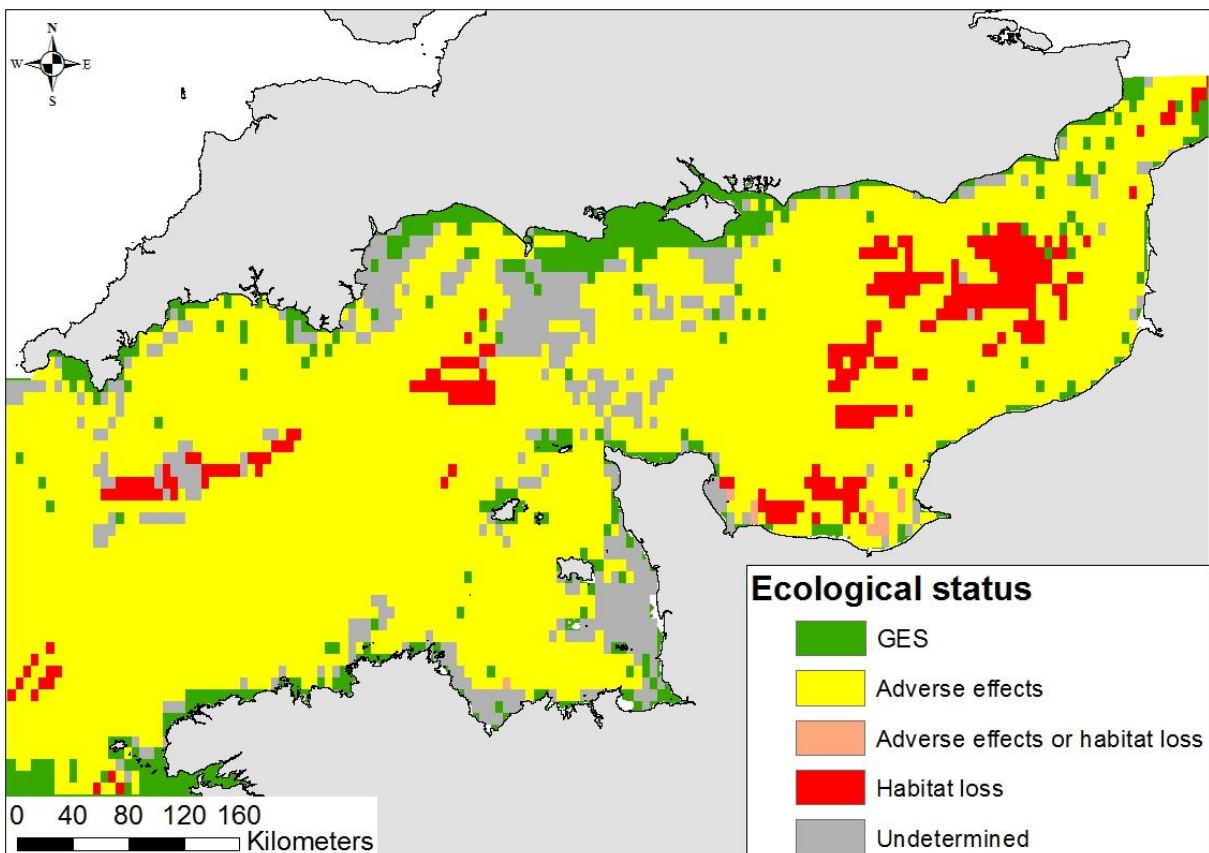 N
W E
S
Ecological status
GES
Adverse effects
Adverse effects or habitat loss
Habitat loss
Undetermined
0 40 80 120 160
Kilometers